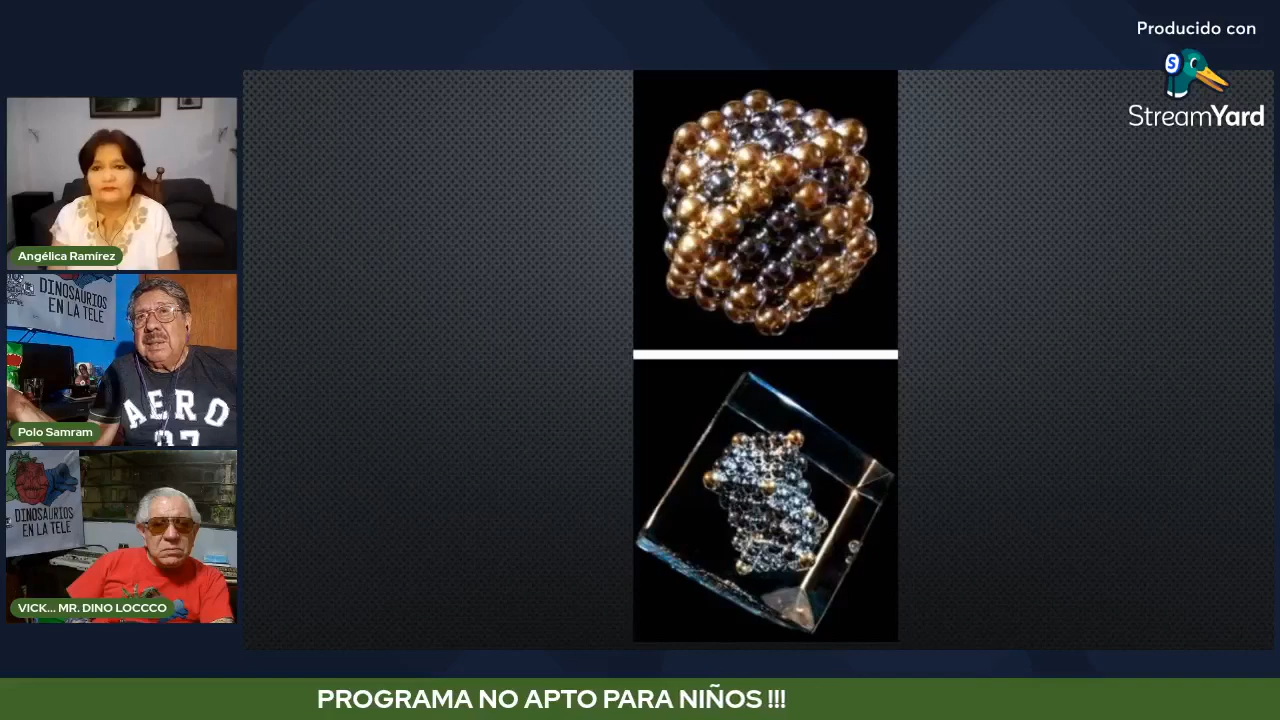 Producido con
StreamYard
Angélica Ramírez
DINOSAURIOS
EN LA TELE
AERO
Polo Samram
DINOSAURIOS
EN LA TELE
VICK... MR. DINO LOCCCO
PROGRAMA NO APTO PARA NIÑOS !!!